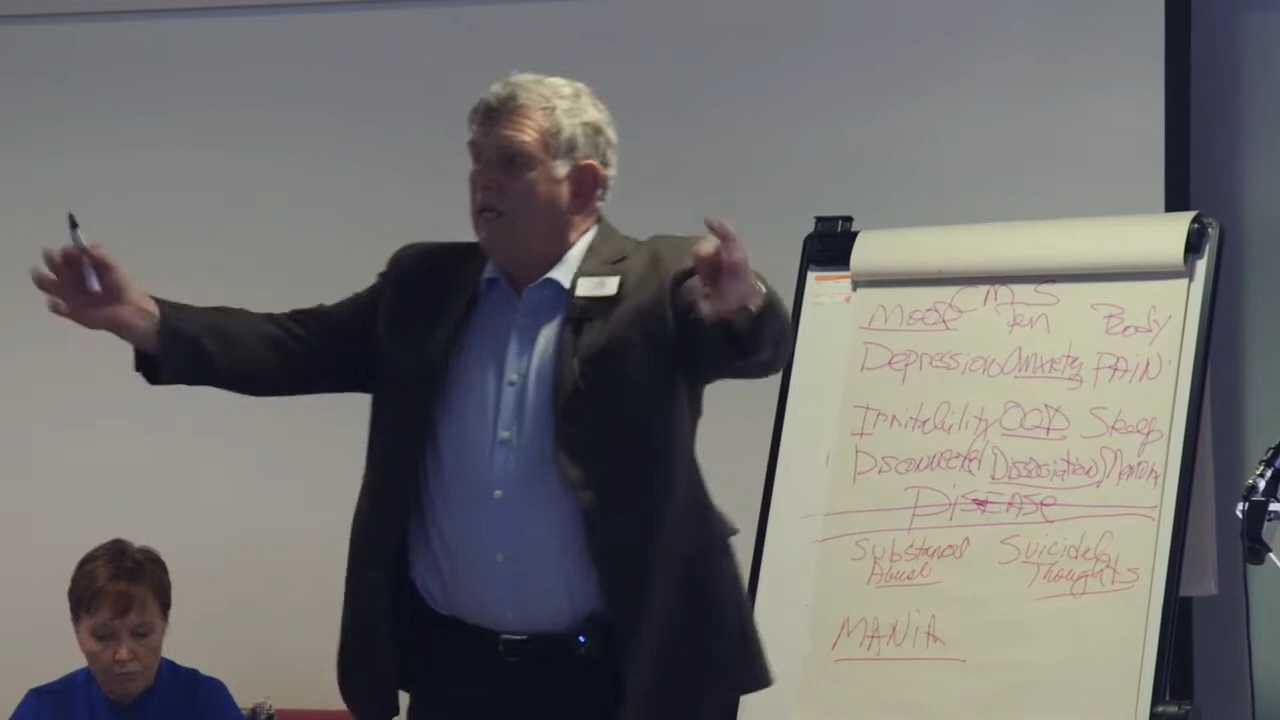 CMS
Mood Ten Body
Depression Anxiety PAIN
Irritability OCD Sleep
Disconnected Dissociation Memory
DisEASE
Substance Suicidal
Abuse Thoughts
MANiA